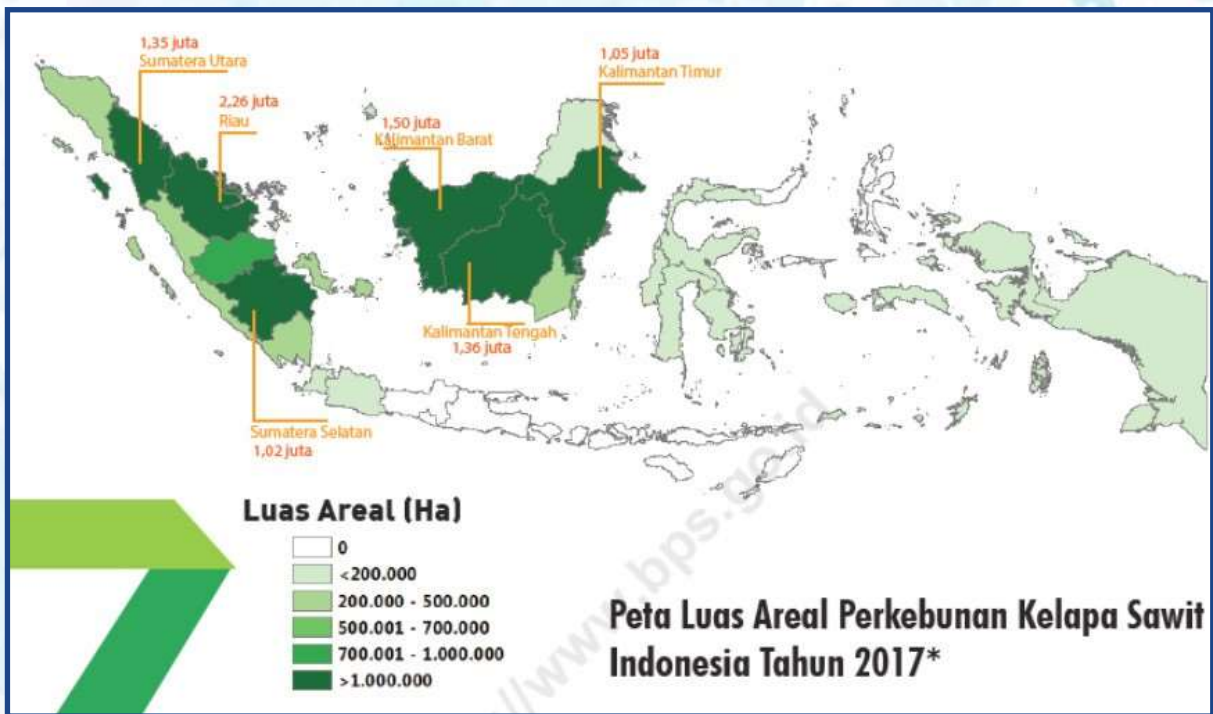 1,35 juta
Sumatera Utara
2,26 juta
Riau
1,50 juta
Kalimantan Barat
1,05 juta
Kalimantan Timur
Kalimantan Tengah
1,36 juta
Sumatera Selatan
1,02 juta
Luas Areal (Ha)
0
<200.000
200.000 - 500.000
500.001 - 700.000
700.001 - 1.000.000
>1.000.000
Peta Luas Areal Perkebunan Kelapa Sawit
Indonesia Tahun 2017*
//www.bps.go.id